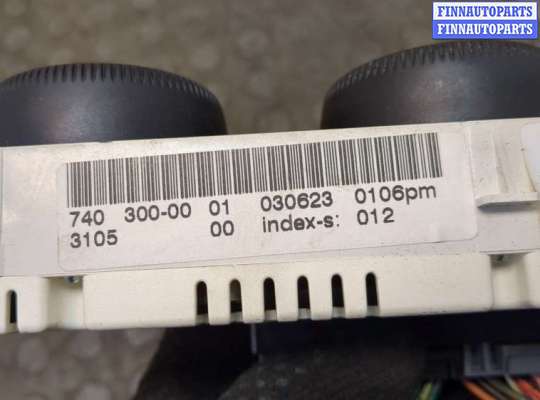 FINNAUTOPARTS
FINNAUTOPARTS
740 300-00 01 030623 0106pm
3105 00 index-s: 012